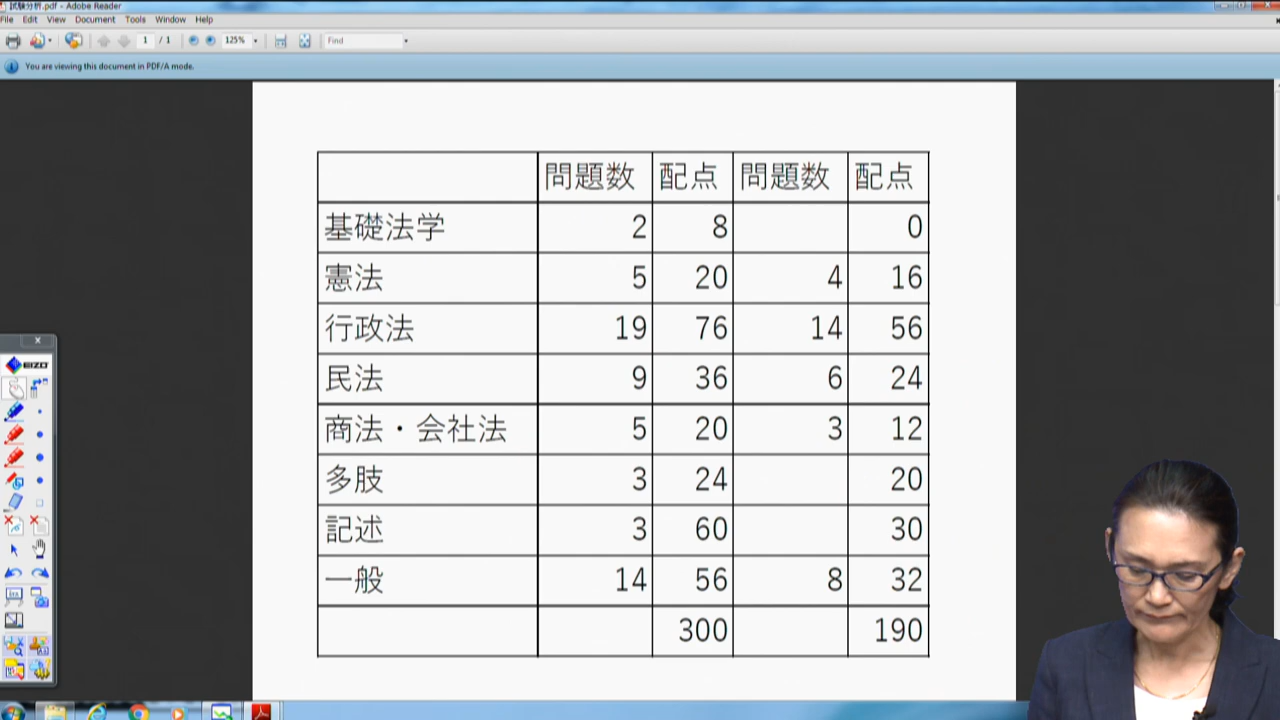 試験分析.pdf - Adobe Reader
File Edit View Document Tools Window Help
1 / 1 125% Find
You are viewing this document in PDF/A mode.
問題数 配点 問題数 配点
基礎法学 2 8 0
憲法 5 20 4 16
行政法 19 76 14 56
民法 9 36 6 24
商法・会社法 5 20 3 12
多肢 3 24 20
記述 3 60 30
一般 14 56 8 32
300 190
EIZO